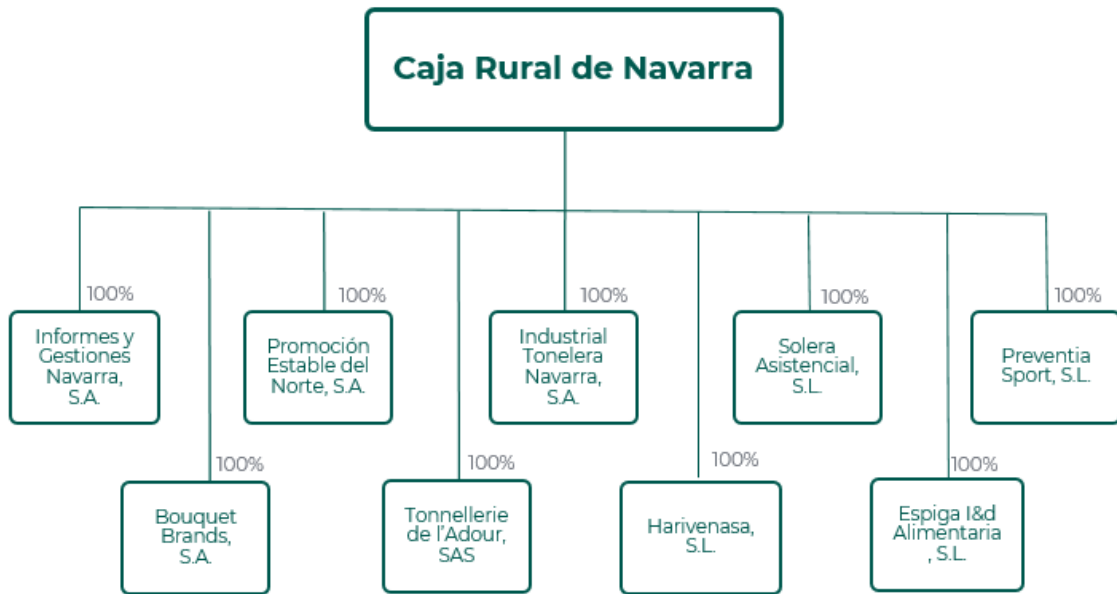 Caja Rural de Navarra
100%
100%
100%
100%
100%
Informes y
Gestiones
Navarra,
S.A.
Promoción
Estable del
Norte, S.A.
Industrial
Tonelera
Navarra,
S.A.
Solera
Asistencial,
S.L.
Preventia
Sport, S.L.
100%
100%
100%
100%
Bouquet
Brands,
S.A.
Tonnellerie
de l'Adour,
SAS
Harivenasa,
S.L.
Espiga I&d
Alimentaria
, S.L.